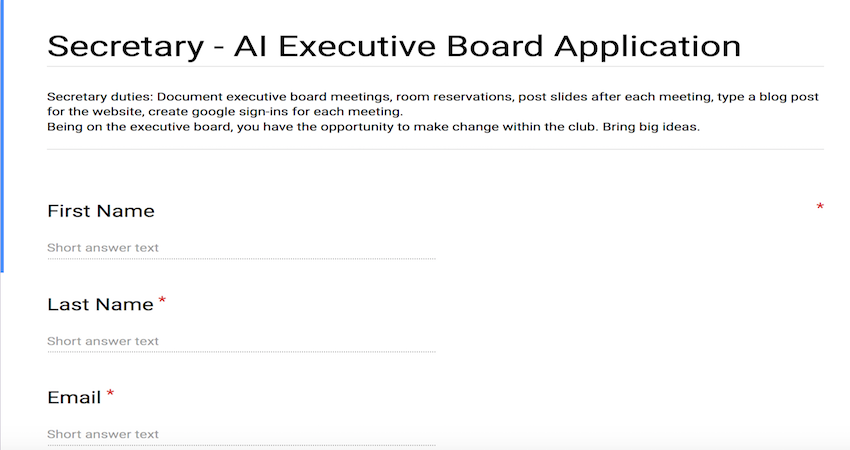 Secretary - AI Executive Board Application
Secretary duties: Document executive board meetings, room reservations, post slides after each meeting, type a blog post
for the website, create google sign-ins for each meeting.
Being on the executive board, you have the opportunity to make change within the club. Bring big ideas.
First Name *
Short answer text
Last Name *
Short answer text
Email *
Short answer text